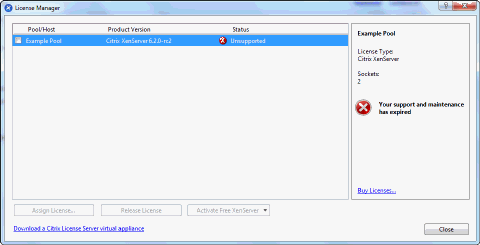 License Manager
Pool/Host Product Version Status
Example Pool Citrix XenServer 6.2.0-rc2 Unsupported
Example Pool
License Type:
Citrix XenServer
Sockets:
2
Your support and maintenance
has expired
Buy Licenses...
Assign License... Release License Activate Free XenServer
Download a Citrix License Server virtual appliance
Close